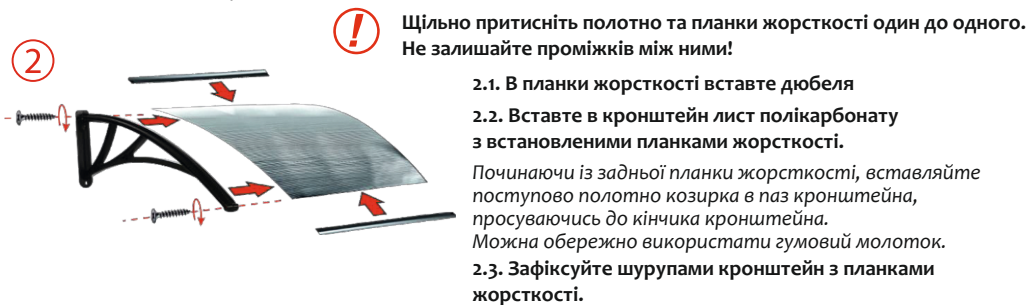 !
Щільно притисніть полотно та планки жорсткості один до одного.
Не залишайте проміжків між ними!
2
2.1. В планки жорсткості вставте дюбеля
2.2. Вставте в кронштейн лист полікарбонату
з встановленими планками жорсткості.
Починаючи із задньої планки жорсткості, вставляйте
поступово полотно козирка в паз кронштейна,
просуваючись до кінчика кронштейна.
Можна обережно використати гумовий молоток.
2.3. Зафіксуйте шурупами кронштейн з планками
жорсткості.